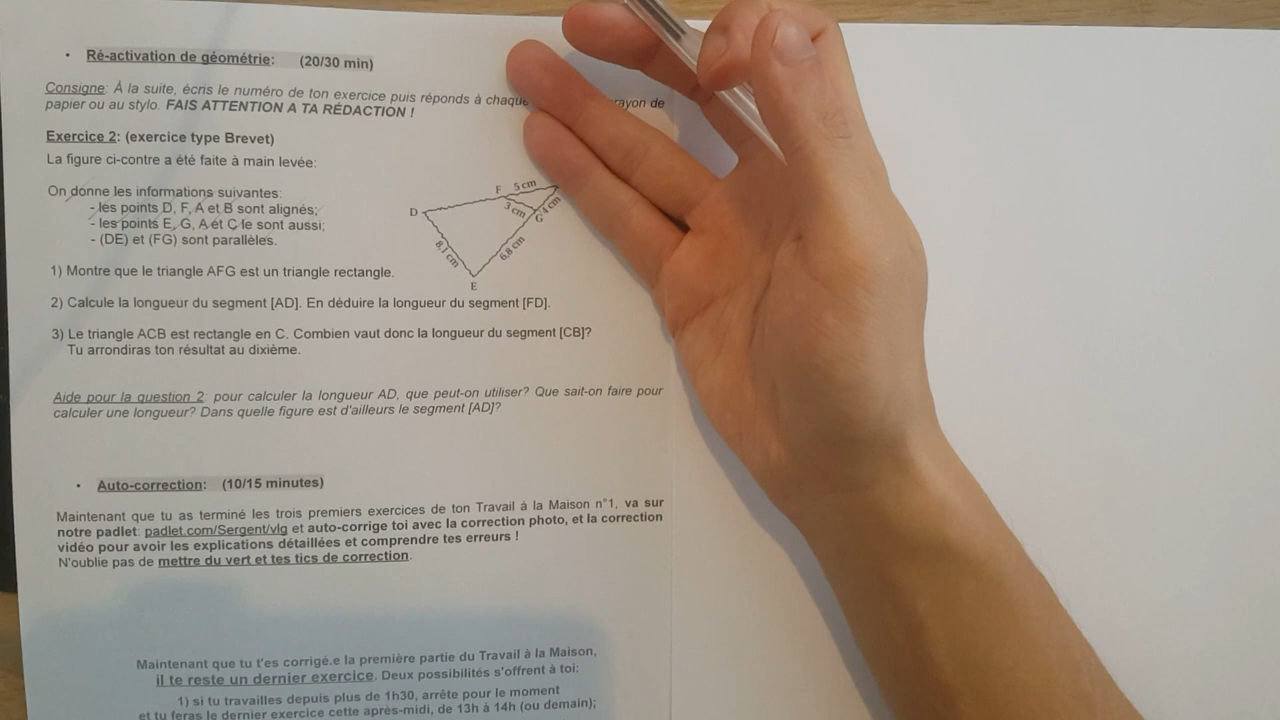 • Ré-activation de géométrie: (20/30 min)
Consigne: À la suite, écris le numéro de ton exercice puis réponds à chaque rayon de
papier ou au stylo. FAIS ATTENTION A TA RÉDACTION !
Exercice 2: (exercice type Brevet)
La figure ci-contre a été faite à main levée:
On donne les informations suivantes:
- les points D, F, A et B sont alignés;
- les points E, G, A et C le sont aussi;
- (DE) et (FG) sont parallèles.
F 5 cm
D 3 cm G 4 cm
8,1 cm 6,8 cm
E
1) Montre que le triangle AFG est un triangle rectangle.
2) Calcule la longueur du segment [AD]. En déduire la longueur du segment [FD].
3) Le triangle ACB est rectangle en C. Combien vaut donc la longueur du segment [CB]?
Tu arrondiras ton résultat au dixième.
Aide pour la question 2: pour calculer la longueur AD, que peut-on utiliser? Que sait-on faire pour
calculer une longueur? Dans quelle figure est d'ailleurs le segment [AD]?
• Auto-correction: (10/15 minutes)
Maintenant que tu as terminé les trois premiers exercices de ton Travail à la Maison n°1, va sur
notre padlet: padlet.com/Sergent/vlg et auto-corrige toi avec la correction photo, et la correction
vidéo pour avoir les explications détaillées et comprendre tes erreurs !
N'oublie pas de mettre du vert et tes tics de correction.
Maintenant que tu t'es corrigé.e la première partie du Travail à la Maison,
il te reste un dernier exercice. Deux possibilités s'offrent à toi:
1) si tu travailles depuis plus de 1h30, arrête pour le moment
et tu feras le dernier exercice cette après-midi, de 13h à 14h (ou demain);